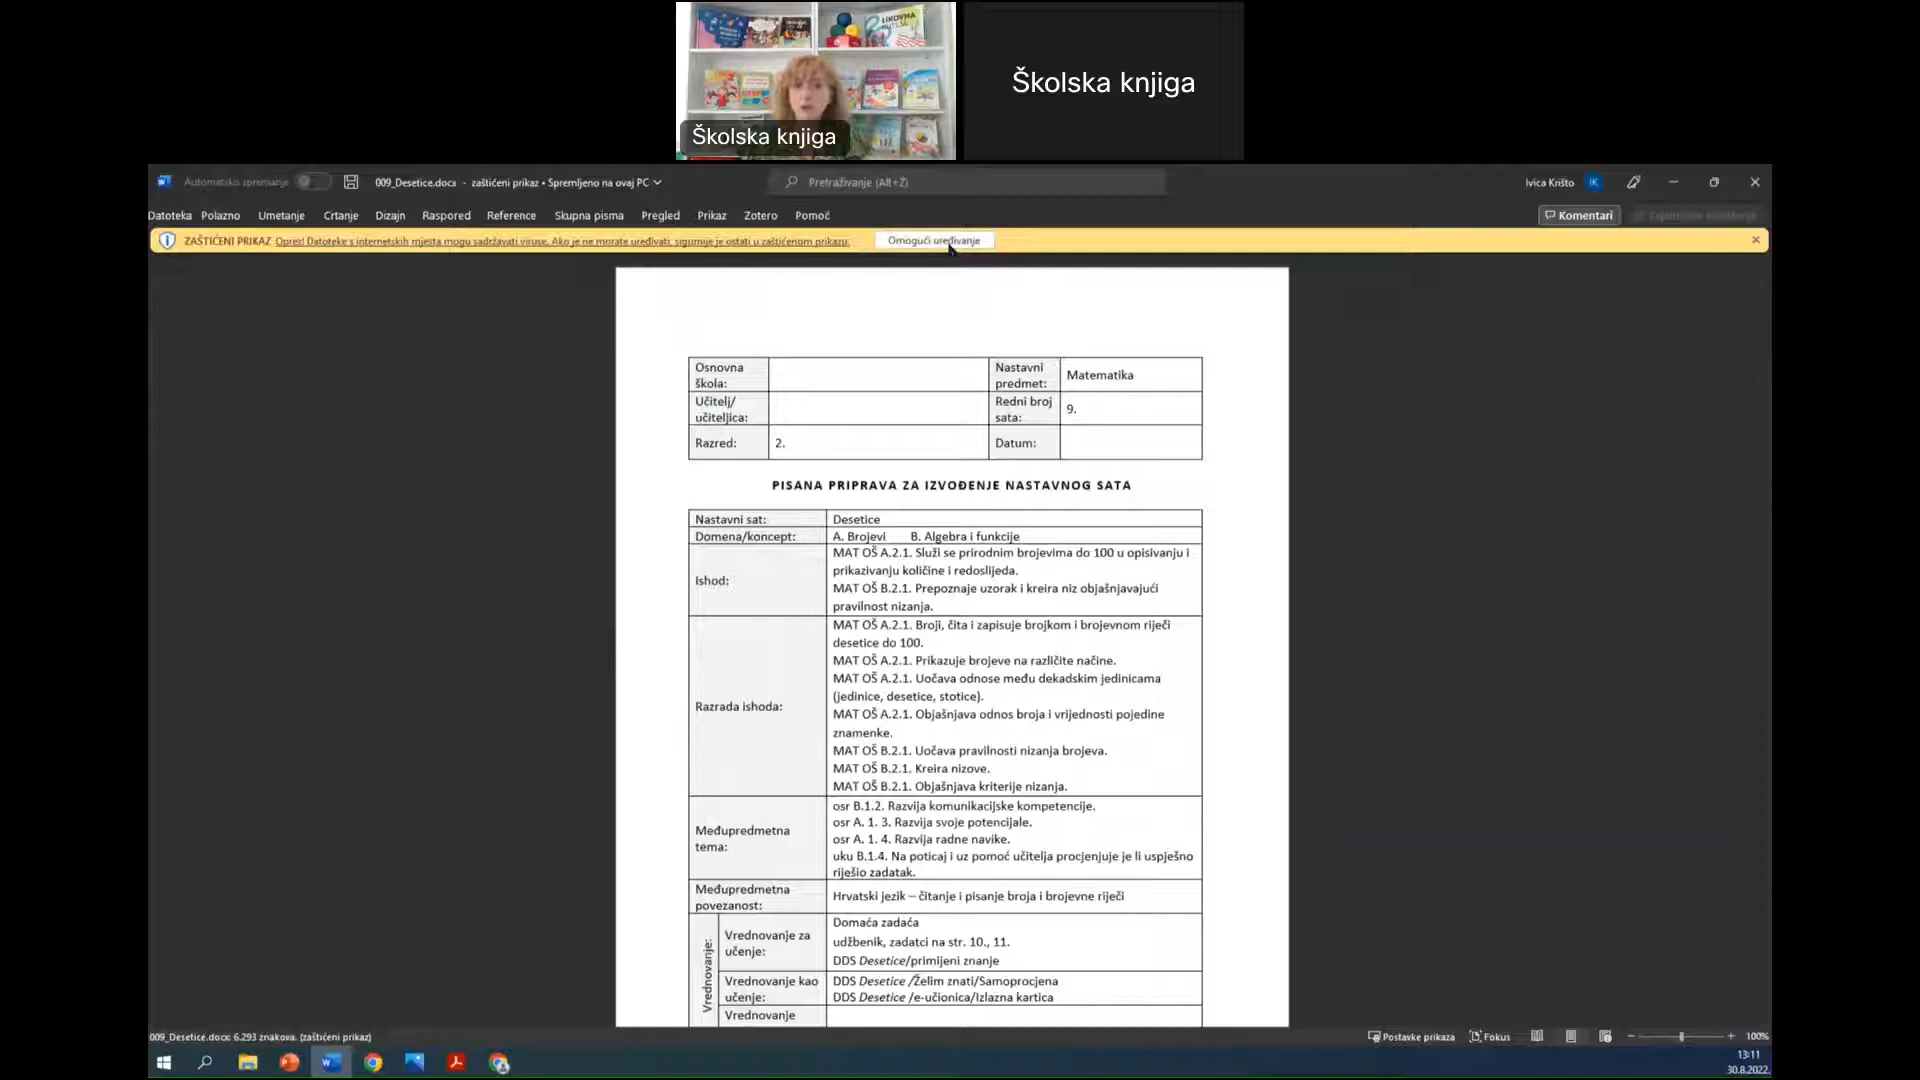 LIKOVNA
Školska knjiga
Školska knjiga
Automatsko spremanje
009_Desetice.docx - zaštićeni prikaz • Spremljeno na ovaj PC
Pretraživanje (Alt+Ž)
Ivica Krišto
IK
Datoteka Polazno Umetanje Crtanje Dizajn Raspored Reference Skupna pisma Pregled Prikaz Zotero Pomoć
Komentari
ZAŠTIĆENI PRIKAZ Oprez! Datoteke s internetskih mjesta mogu sadržavati viruse. Ako je ne morate uređivati, sigurnije je ostati u zaštićenom prikazu.
Omogući uređivanje
Osnovna škola:
Nastavni predmet: Matematika
Učitelj/učiteljica:
Redni broj sata: 9.
Razred: 2.
Datum:
PISANA PRIPRAVA ZA IZVOĐENJE NASTAVNOG SATA
Nastavni sat: Desetice
Domena/koncept: A. Brojevi B. Algebra i funkcije
Ishod:
MAT OŠ A.2.1. Služi se prirodnim brojevima do 100 u opisivanju i
prikazivanju količine i redoslijeda.
MAT OŠ B.2.1. Prepoznaje uzorak i kreira niz objašnjavajući
pravilnost nizanja.
Razrada ishoda:
MAT OŠ A.2.1. Broji, čita i zapisuje brojkom i brojevnom riječi
desetice do 100.
MAT OŠ A.2.1. Prikazuje brojeve na različite načine.
MAT OŠ A.2.1. Uočava odnose među dekadskim jedinicama
(jedinice, desetice, stotice).
MAT OŠ A.2.1. Objašnjava odnos broja i vrijednosti pojedine
znamenke.
MAT OŠ B.2.1. Uočava pravilnosti nizanja brojeva.
MAT OŠ B.2.1. Kreira nizove.
MAT OŠ B.2.1. Objašnjava kriterije nizanja.
Međupredmetna
tema:
osr B.1.2. Razvija komunikacijske kompetencije.
osr A. 1. 3. Razvija svoje potencijale.
osr A. 1. 4. Razvija radne navike.
uku B.1.4. Na poticaj i uz pomoć učitelja procjenjuje je li uspješno
riješio zadatak.
Međupredmetna
povezanost:
Hrvatski jezik – čitanje i pisanje broja i brojevne riječi
Vrednovanje:
Vrednovanje za
učenje:
Domaća zadaća
udžbenik, zadatci na str. 10., 11.
DDS Desetice/primijeni znanje
Vrednovanje kao
učenje:
DDS Desetice /Želim znati/Samoprocjena
DDS Desetice /e-učionica/Izlazna kartica
Vrednovanje
009_Desetice.docx: 6.293 znakova. (zaštićeni prikaz)
Postavke prikaza
Fokus
100%
13:11
30.8.2022.